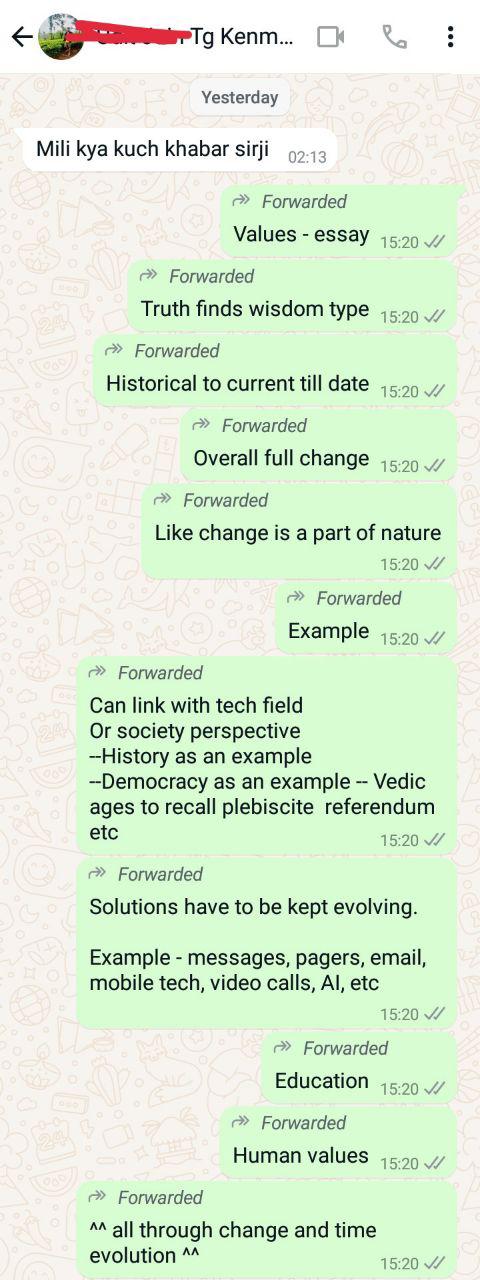 Tg Kenm...
Yesterday
Mili kya kuch khabar sirji 02:13
Forwarded
Values - essay 15:20
Forwarded
Truth finds wisdom type 15:20
Forwarded
Historical to current till date 15:20
Forwarded
Overall full change 15:20
Forwarded
Like change is a part of nature
15:20
Forwarded
Example 15:20
Forwarded
Can link with tech field
Or society perspective
--History as an example
--Democracy as an example -- Vedic
ages to recall plebiscite  referendum
etc 15:20
Forwarded
Solutions have to be kept evolving.
Example - messages, pagers, email,
mobile tech, video calls, AI, etc
15:20
Forwarded
Education 15:20
Forwarded
Human values 15:20
Forwarded
^^ all through change and time
evolution ^^ 15:20